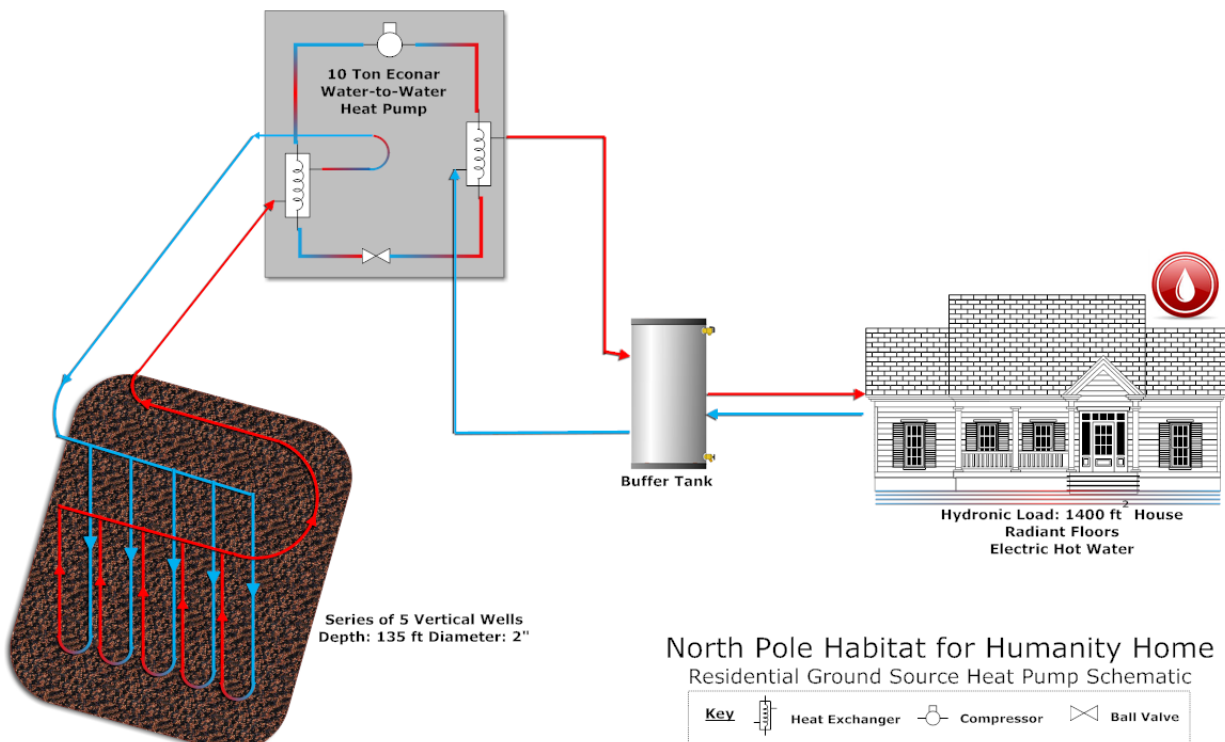 10 Ton Econar
Water-to-Water
Heat Pump
Buffer Tank
Hydronic Load: 1400 ft² House
Radiant Floors
Electric Hot Water
Series of 5 Vertical Wells
Depth: 135 ft Diameter: 2"
North Pole Habitat for Humanity Home
Residential Ground Source Heat Pump Schematic
Key Heat Exchanger Compressor Ball Valve